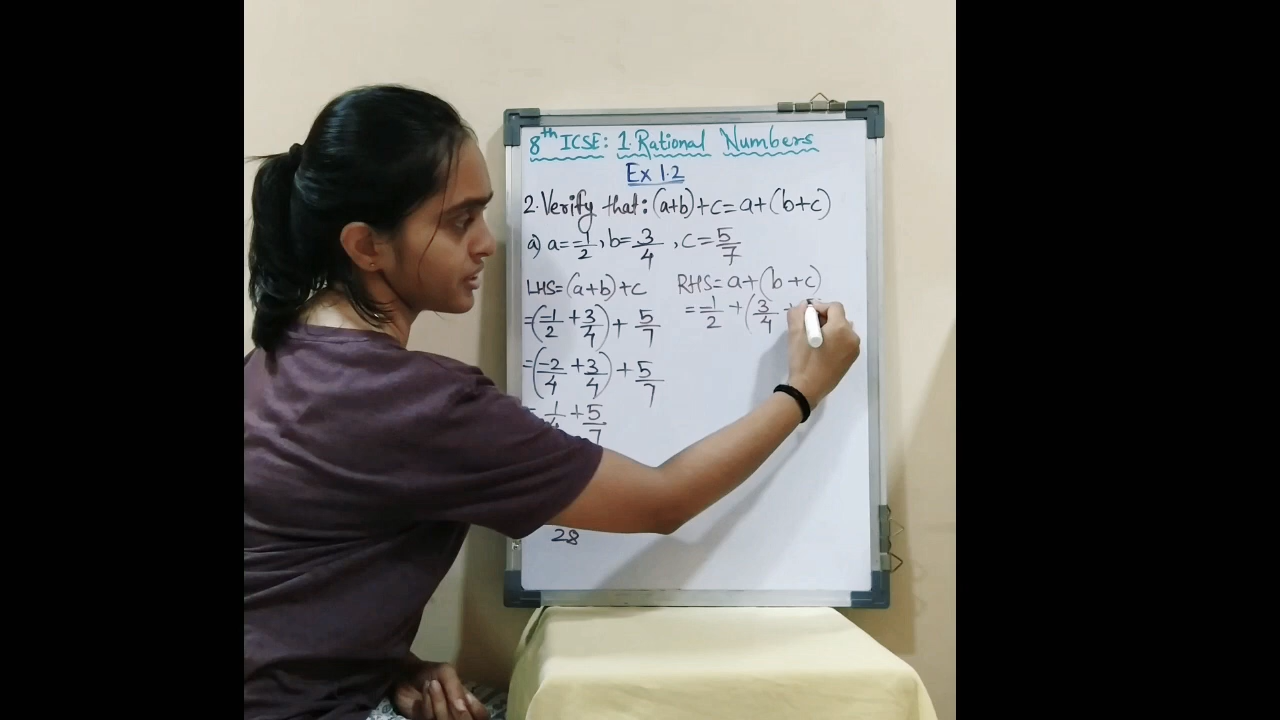 8th ICSE: 1. Rational Numbers
Ex 1.2
2. Verify that: (a+b)+c=a+(b+c)
a) a=-1/2, b=3/4, c=5/7
LHS=(a+b)+c
=(-1/2+3/4)+5/7
=(-2/4+3/4)+5/7
= 1/4+5/7
28
RHS=a+(b+c)
=-1/2+(3/4+